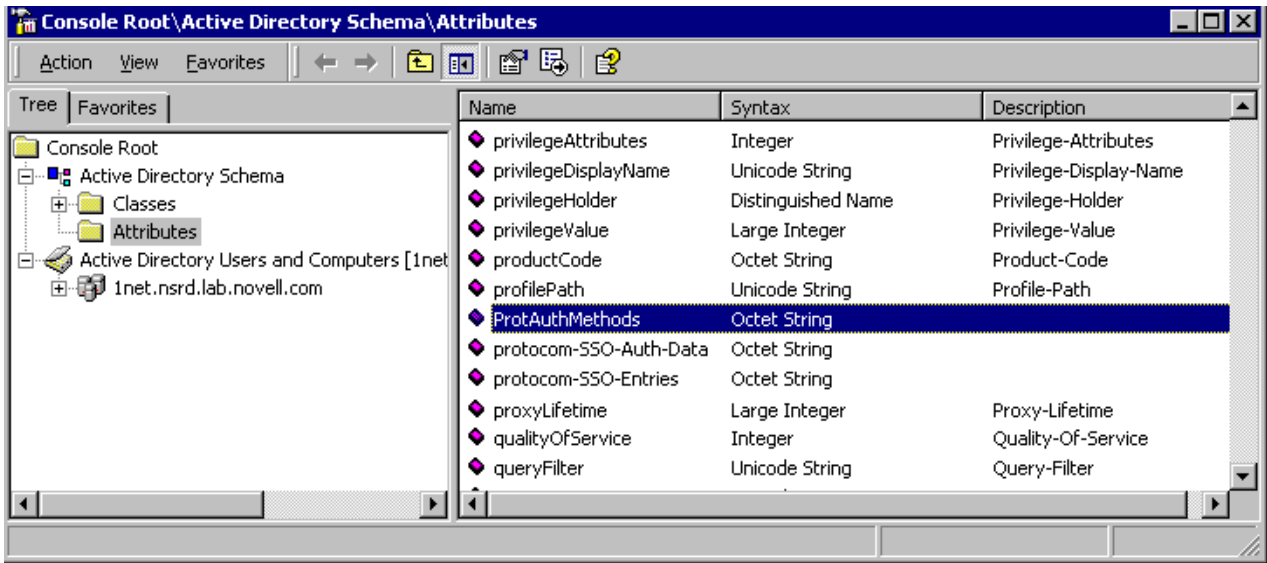 Console Root\Active Directory Schema\Attributes
Action View Favorites
Tree Favorites
Console Root
Active Directory Schema
Classes
Attributes
Active Directory Users and Computers [1net
1net.nsrd.lab.novell.com
Name Syntax Description
privilegeAttributes Integer Privilege-Attributes
privilegeDisplayName Unicode String Privilege-Display-Name
privilegeHolder Distinguished Name Privilege-Holder
privilegeValue Large Integer Privilege-Value
productCode Octet String Product-Code
profilePath Unicode String Profile-Path
ProtAuthMethods Octet String
protocom-SSO-Auth-Data Octet String
protocom-SSO-Entries Octet String
proxyLifetime Large Integer Proxy-Lifetime
qualityOfService Integer Quality-Of-Service
queryFilter Unicode String Query-Filter